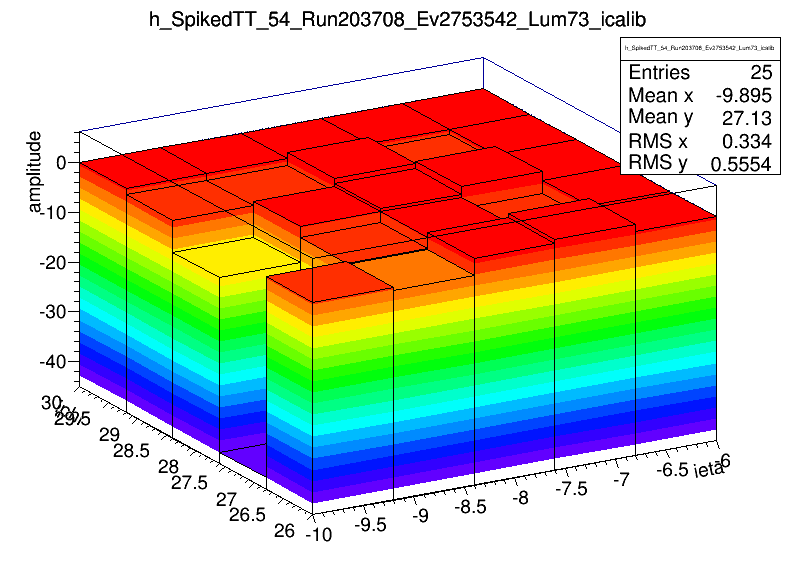 h_SpikedTT_54_Run203708_Ev2753542_Lum73_icalib
h_SpikedTT_54_Run203708_Ev2753542_Lum73_icalib
Entries 25
Mean x -9.895
Mean y 27.13
RMS x 0.334
RMS y 0.5554
amplitude
0
-10
-20
-30
-40
30
29.5
29
28.5
28
27.5
27
26.5
26
-10
-9.5
-9
-8.5
-8
-7.5
-7
-6.5
-6
ieta